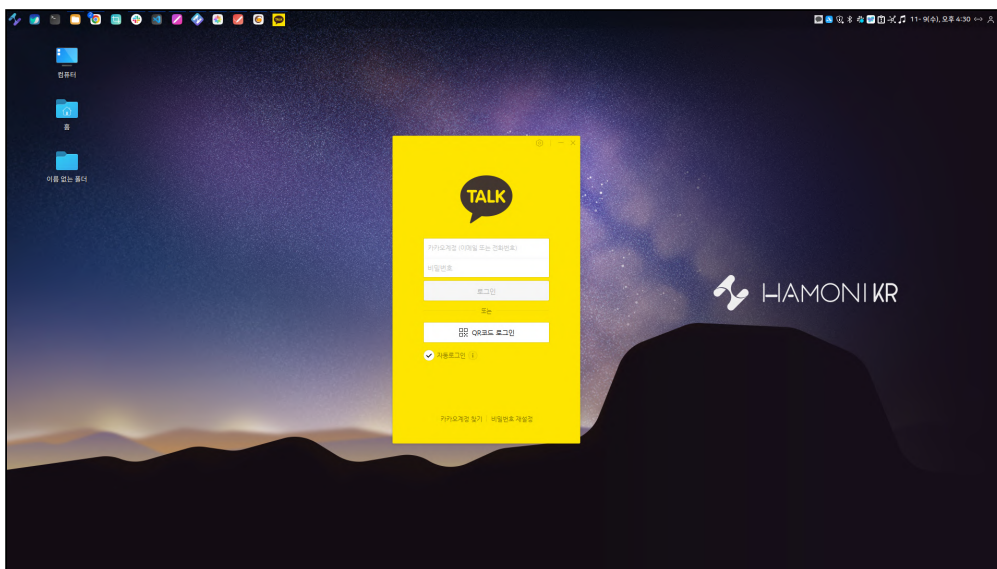 11- 9(수), 오후 4:30
컴퓨터
홈
이름 없는 폴더
TALK
카카오계정 (이메일 또는 전화번호)
비밀번호
로그인
또는
QR코드 로그인
자동로그인
카카오계정 찾기 | 비밀번호 재설정
HAMONIKR